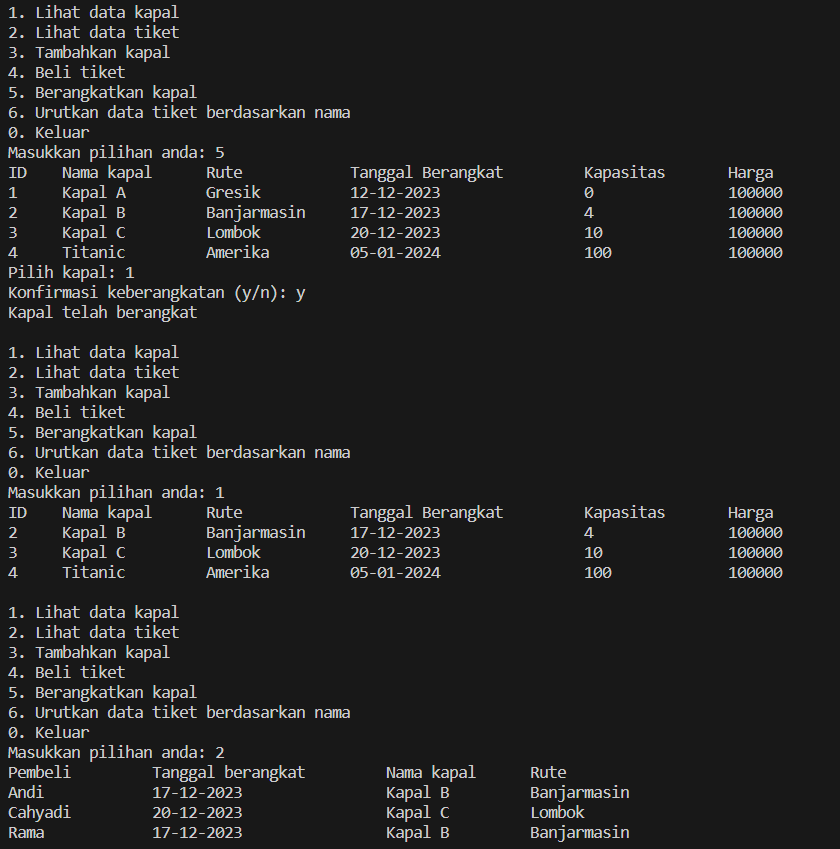 1. Lihat data kapal
2. Lihat data tiket
3. Tambahkan kapal
4. Beli tiket
5. Berangkatkan kapal
6. Urutkan data tiket berdasarkan nama
0. Keluar
Masukkan pilihan anda: 5
ID    Nama kapal      Rute            Tanggal Berangkat         Kapasitas       Harga
1     Kapal A         Gresik          12-12-2023                0               100000
2     Kapal B         Banjarmasin     17-12-2023                4               100000
3     Kapal C         Lombok          20-12-2023                10              100000
4     Titanic         Amerika         05-01-2024                100             100000
Pilih kapal: 1
Konfirmasi keberangkatan (y/n): y
Kapal telah berangkat

1. Lihat data kapal
2. Lihat data tiket
3. Tambahkan kapal
4. Beli tiket
5. Berangkatkan kapal
6. Urutkan data tiket berdasarkan nama
0. Keluar
Masukkan pilihan anda: 1
ID    Nama kapal      Rute            Tanggal Berangkat         Kapasitas       Harga
2     Kapal B         Banjarmasin     17-12-2023                4               100000
3     Kapal C         Lombok          20-12-2023                10              100000
4     Titanic         Amerika         05-01-2024                100             100000

1. Lihat data kapal
2. Lihat data tiket
3. Tambahkan kapal
4. Beli tiket
5. Berangkatkan kapal
6. Urutkan data tiket berdasarkan nama
0. Keluar
Masukkan pilihan anda: 2
Pembeli         Tanggal berangkat         Nama kapal      Rute
Andi            17-12-2023                Kapal B         Banjarmasin
Cahyadi         20-12-2023                Kapal C         Lombok
Rama            17-12-2023                Kapal B         Banjarmasin